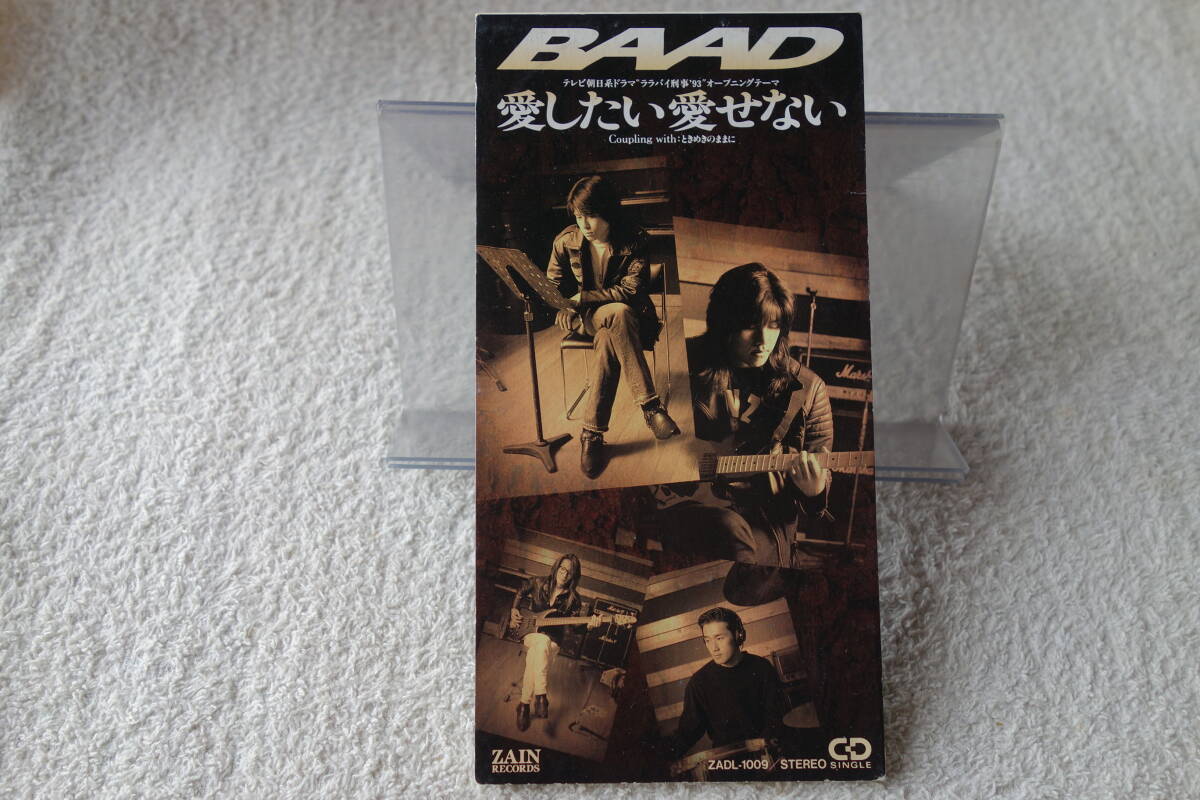 BAAD
テレビ朝日系ドラマ"ララバイ刑事'93"オープニングテーマ
愛したい愛せない
Coupling with:ときめきのままに
Marshall
ZAIN
RECORDS
ZADL-1009/STEREO
CD
SINGLE